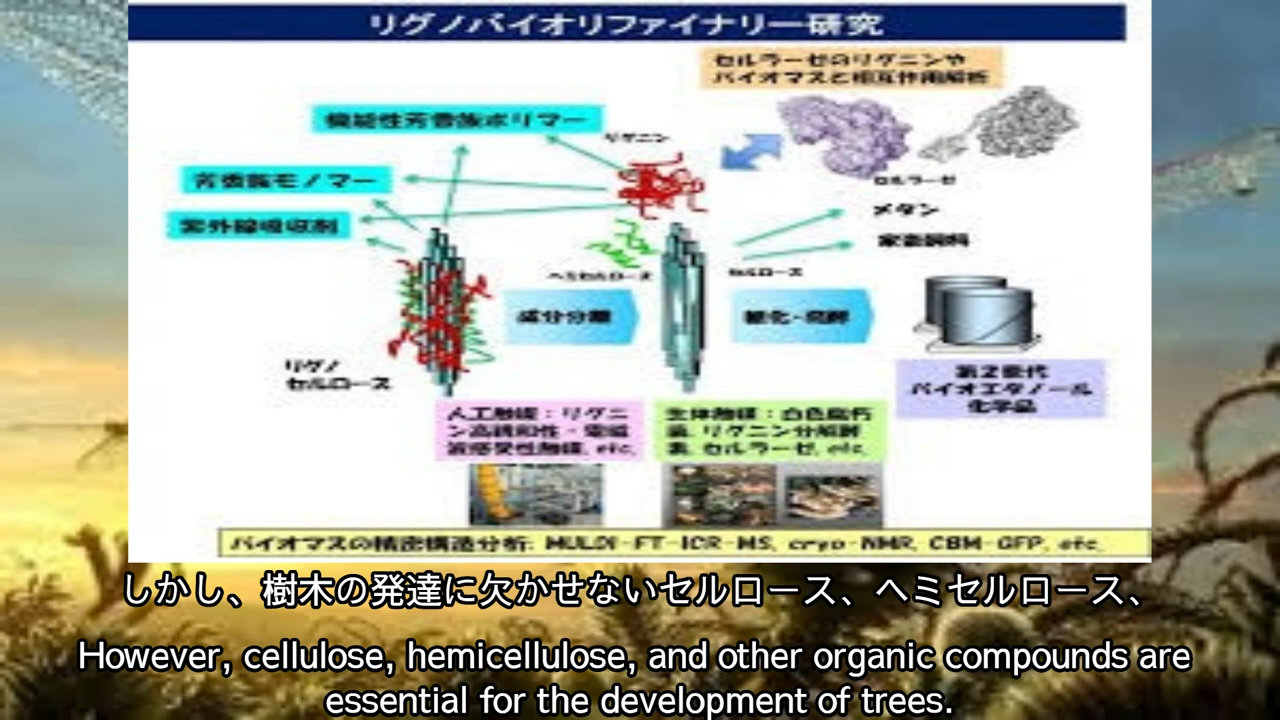 リグノバイオリファイナリー研究
セルラーゼのリグニンや
バイオマスと相互作用解析
機能性芳香族ポリマー
リグニン
芳香族モノマー
セルラーゼ
紫外線吸収剤
メタン
家畜飼料
ヘミセルロース
セルロース
成分分離
糖化・発酵
リグノ
セルロース
第2世代
バイオエタノール
化学品
人工触媒：リグニ
ン高親和性・電磁
波感受性触媒, etc.
生体触媒：白色腐朽
菌, リグニン分解酵
素, セルラーゼ, etc.
バイオマスの精密構造分析: MULDI-FT-ICR-MS, cryo-NMR, CBM-GFP, etc.
しかし、樹木の発達に欠かせないセルロース、ヘミセルロース、
However, cellulose, hemicellulose, and other organic compounds are
essential for the development of trees.